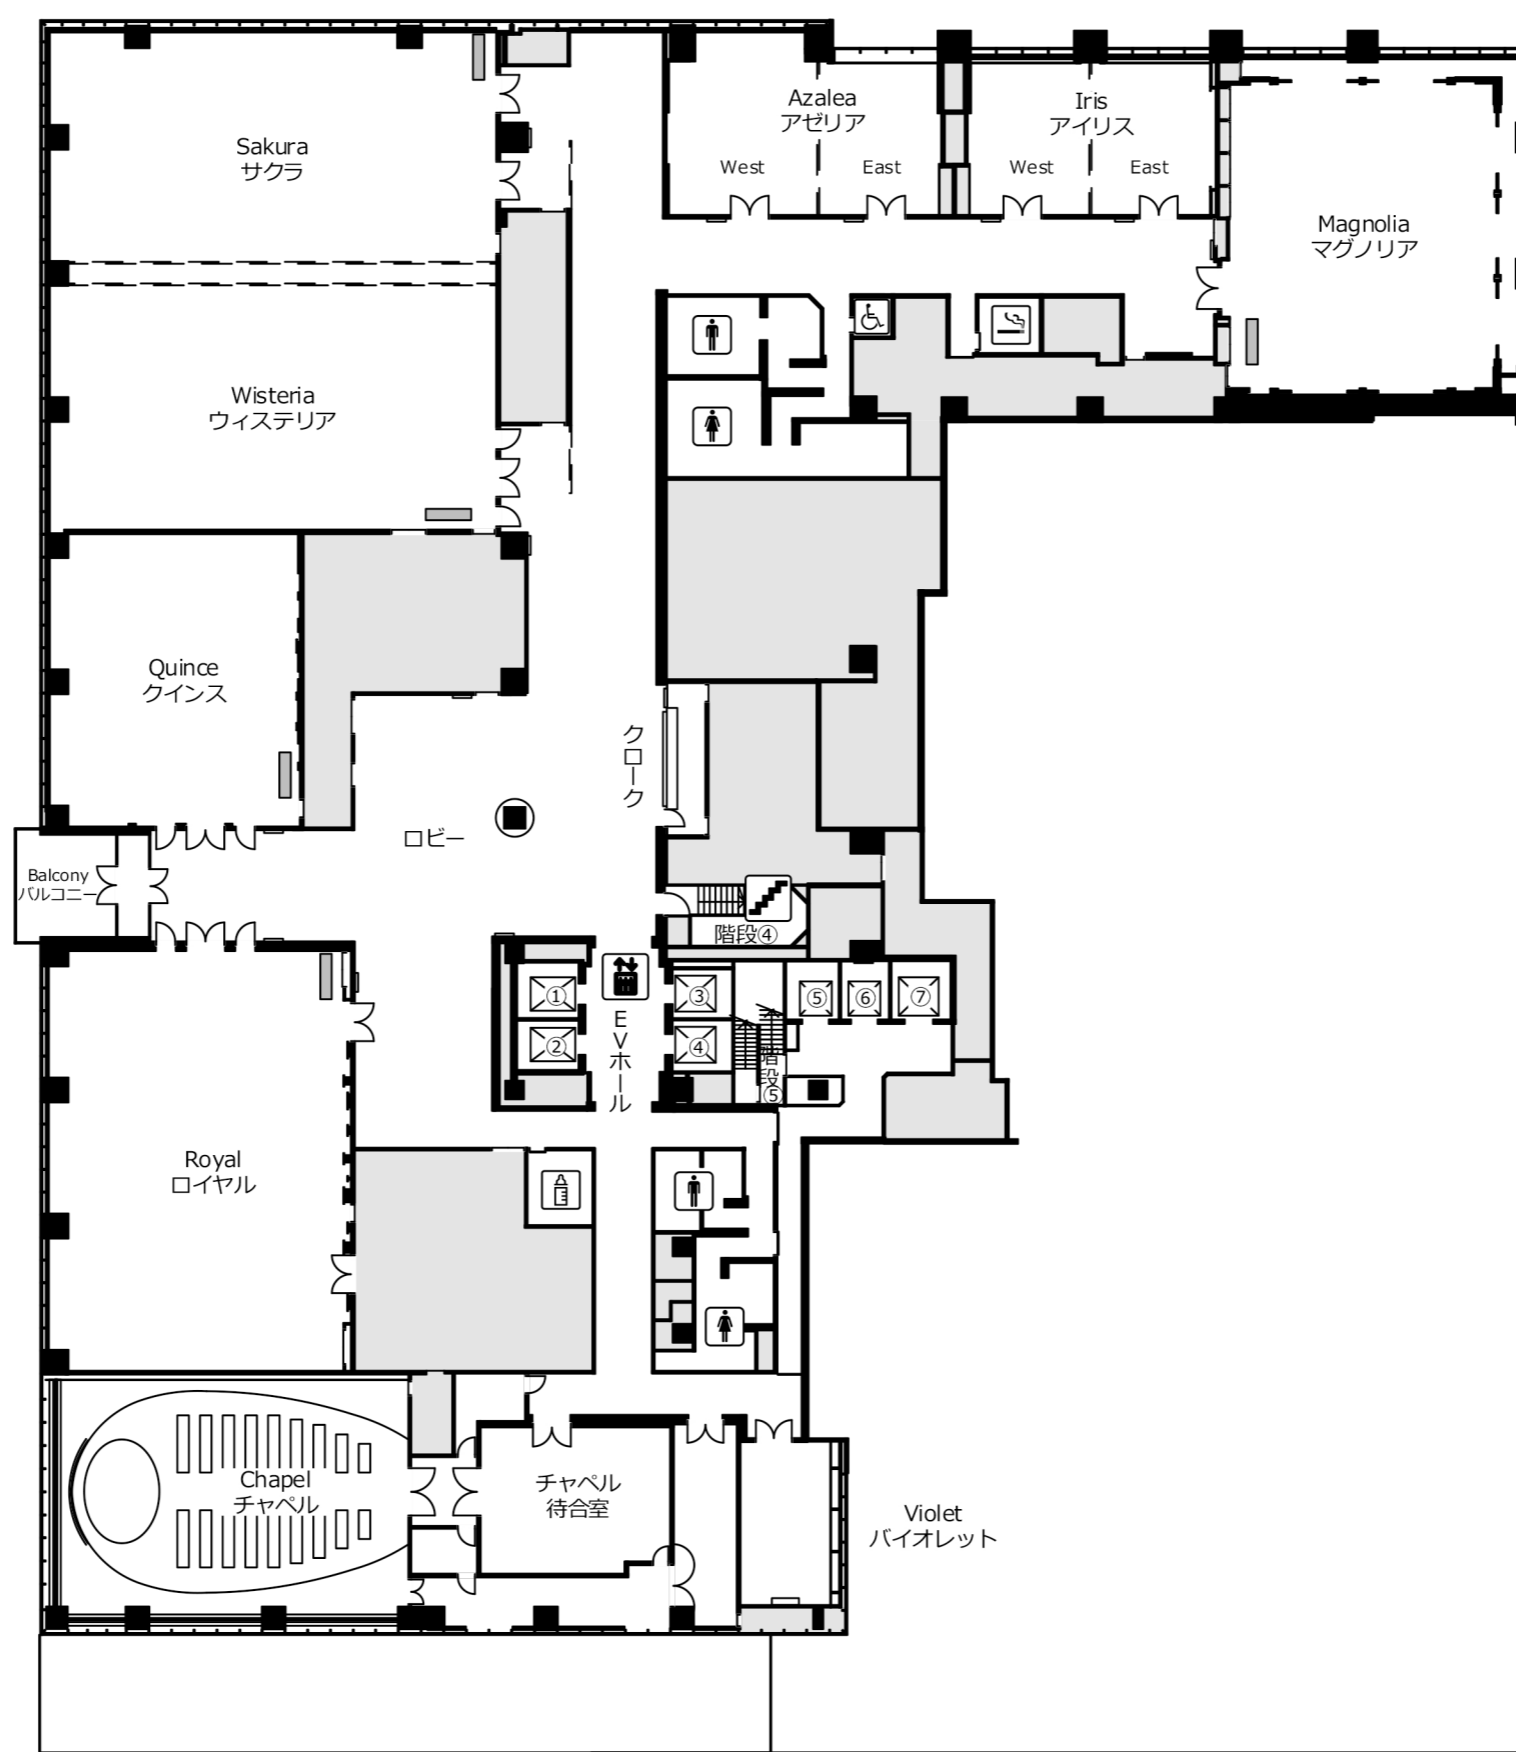 Azalea
アゼリア
Iris
アイリス
Sakura
サクラ
West
East
West
East
Magnolia
マグノリア
Wisteria
ウィステリア
Quince
クインス
クローク
ロビー
Balcony
バルコニー
階段④
①
③
⑤
⑥
⑦
②
④
EVホール
階段⑤
Royal
ロイヤル
Chapel
チャペル
チャペル
待合室
Violet
バイオレット